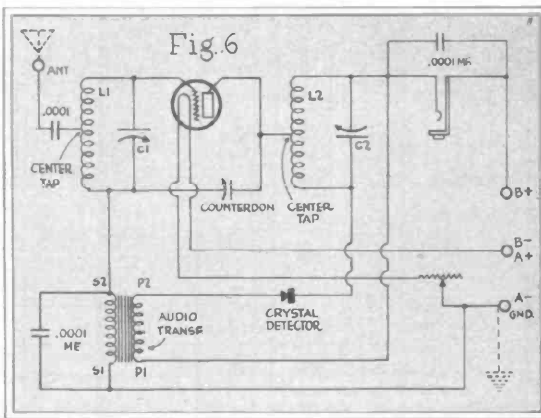 Fig. 6
ANT
.0001
CENTER
TAP
L1
C1
COUNTERDON
L2
CENTER
TAP
C2
.0001 MF.
B+
B-
A+
A-
GND.
S2
P2
.0001
ME
AUDIO
TRANSF
CRYSTAL
DETECTOR
S1
P1